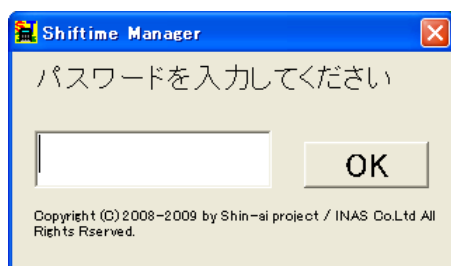 Shiftime Manager
パスワードを入力してください
OK
Copyright (C) 2008-2009 by Shin-ai project / INAS Co.Ltd All
Rights Rserved.